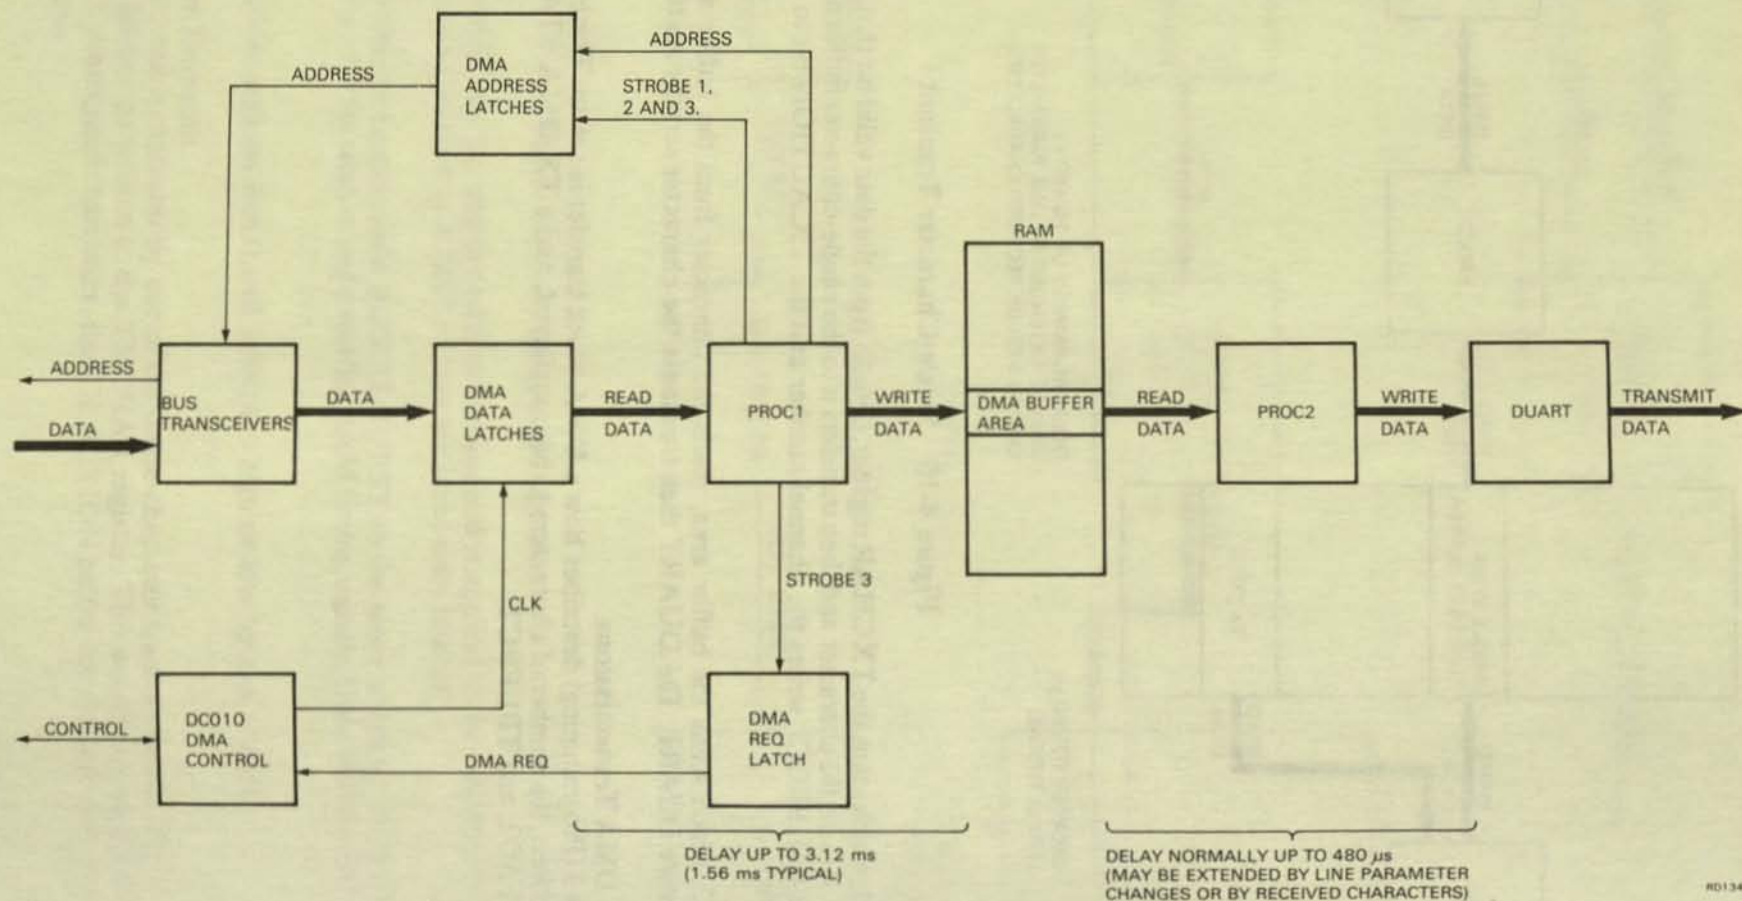 ADDRESS
DMA
ADDRESS
LATCHES
ADDRESS
STROBE 1,
2 AND 3.
RAM
ADDRESS
DATA
BUS
TRANSCEIVERS
DATA
DMA
DATA
LATCHES
READ
DATA
PROC1
WRITE
DATA
DMA BUFFER
AREA
READ
DATA
PROC2
WRITE
DATA
DUART
TRANSMIT
DATA
CLK
STROBE 3
CONTROL
DC010
DMA
CONTROL
DMA REQ
DMA
REQ
LATCH
DELAY UP TO 3.12 ms
(1.56 ms TYPICAL)
DELAY NORMALLY UP TO 480 µs
(MAY BE EXTENDED BY LINE PARAMETER
CHANGES OR BY RECEIVED CHARACTERS)